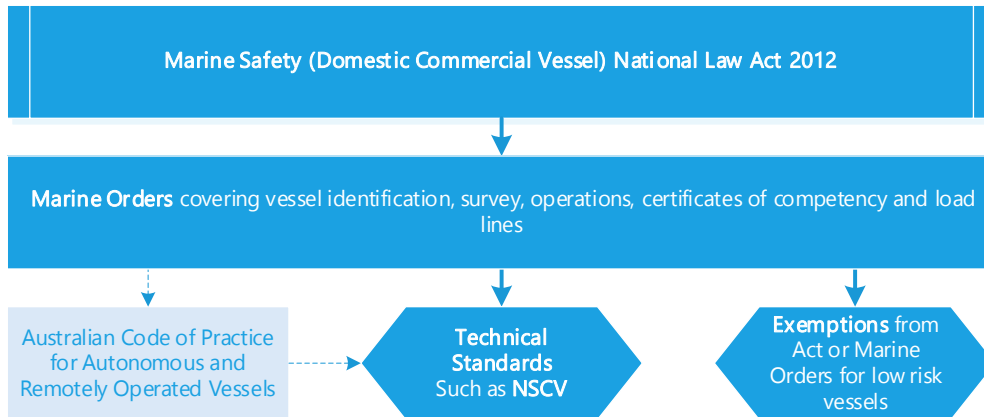 Marine Safety (Domestic Commercial Vessel) National Law Act 2012
Marine Orders covering vessel identification, survey, operations, certificates of competency and load
lines
Australian Code of Practice
for Autonomous and
Remotely Operated Vessels
Technical
Standards
Such as NSCV
Exemptions from
Act or Marine
Orders for low risk
vessels